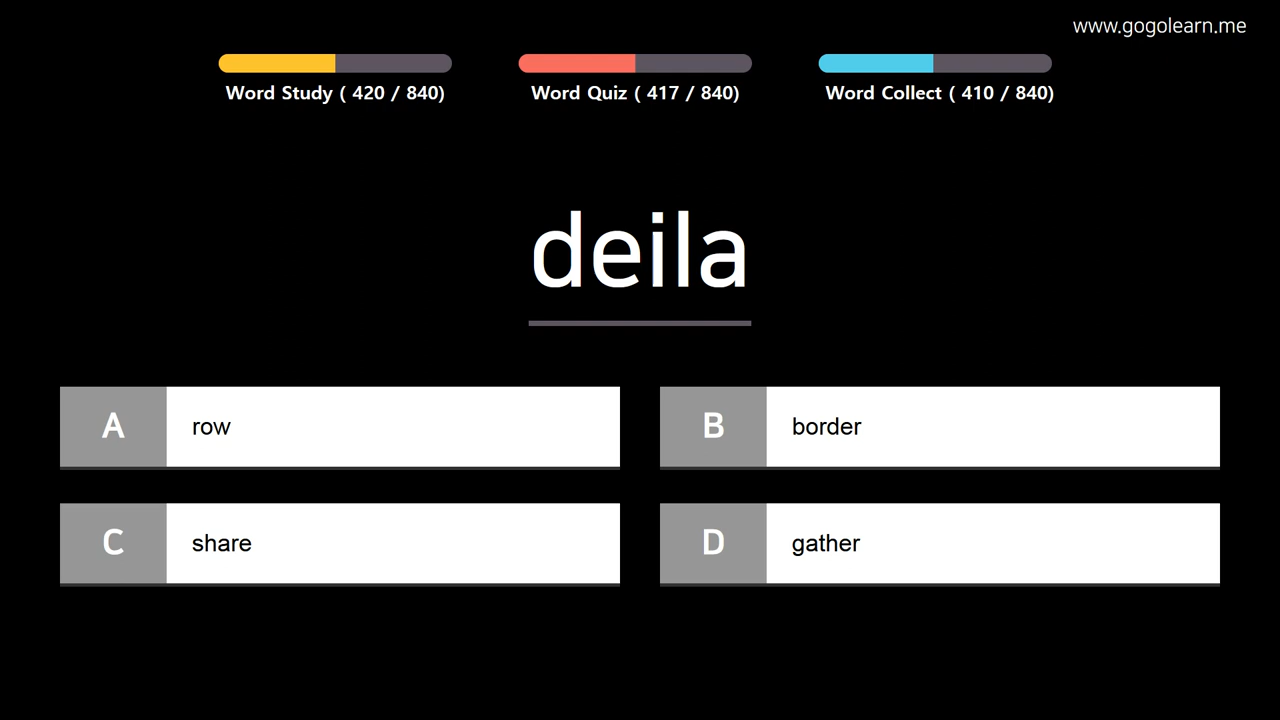 www.gogolearn.me
Word Study ( 420 / 840)
Word Quiz ( 417 / 840)
Word Collect ( 410 / 840)
deila
A row
B border
C share
D gather